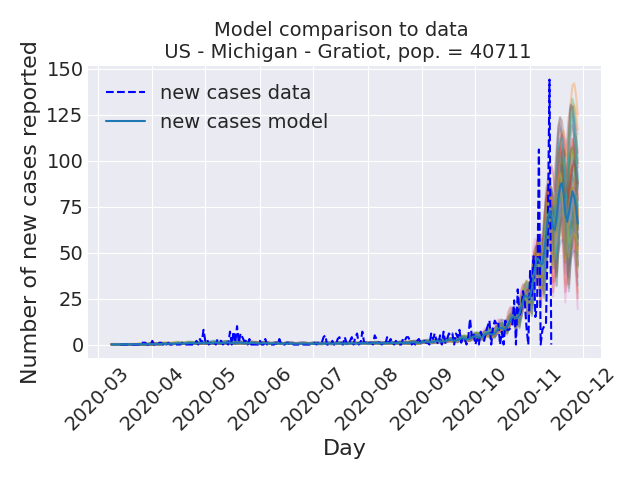 Model comparison to data
US - Michigan - Gratiot, pop. = 40711
Number of new cases reported
150
125
100
75
50
25
0
new cases data
new cases model
2020-03
2020-04
2020-05
2020-06
2020-07
2020-08
2020-09
2020-10
2020-11
2020-12
Day